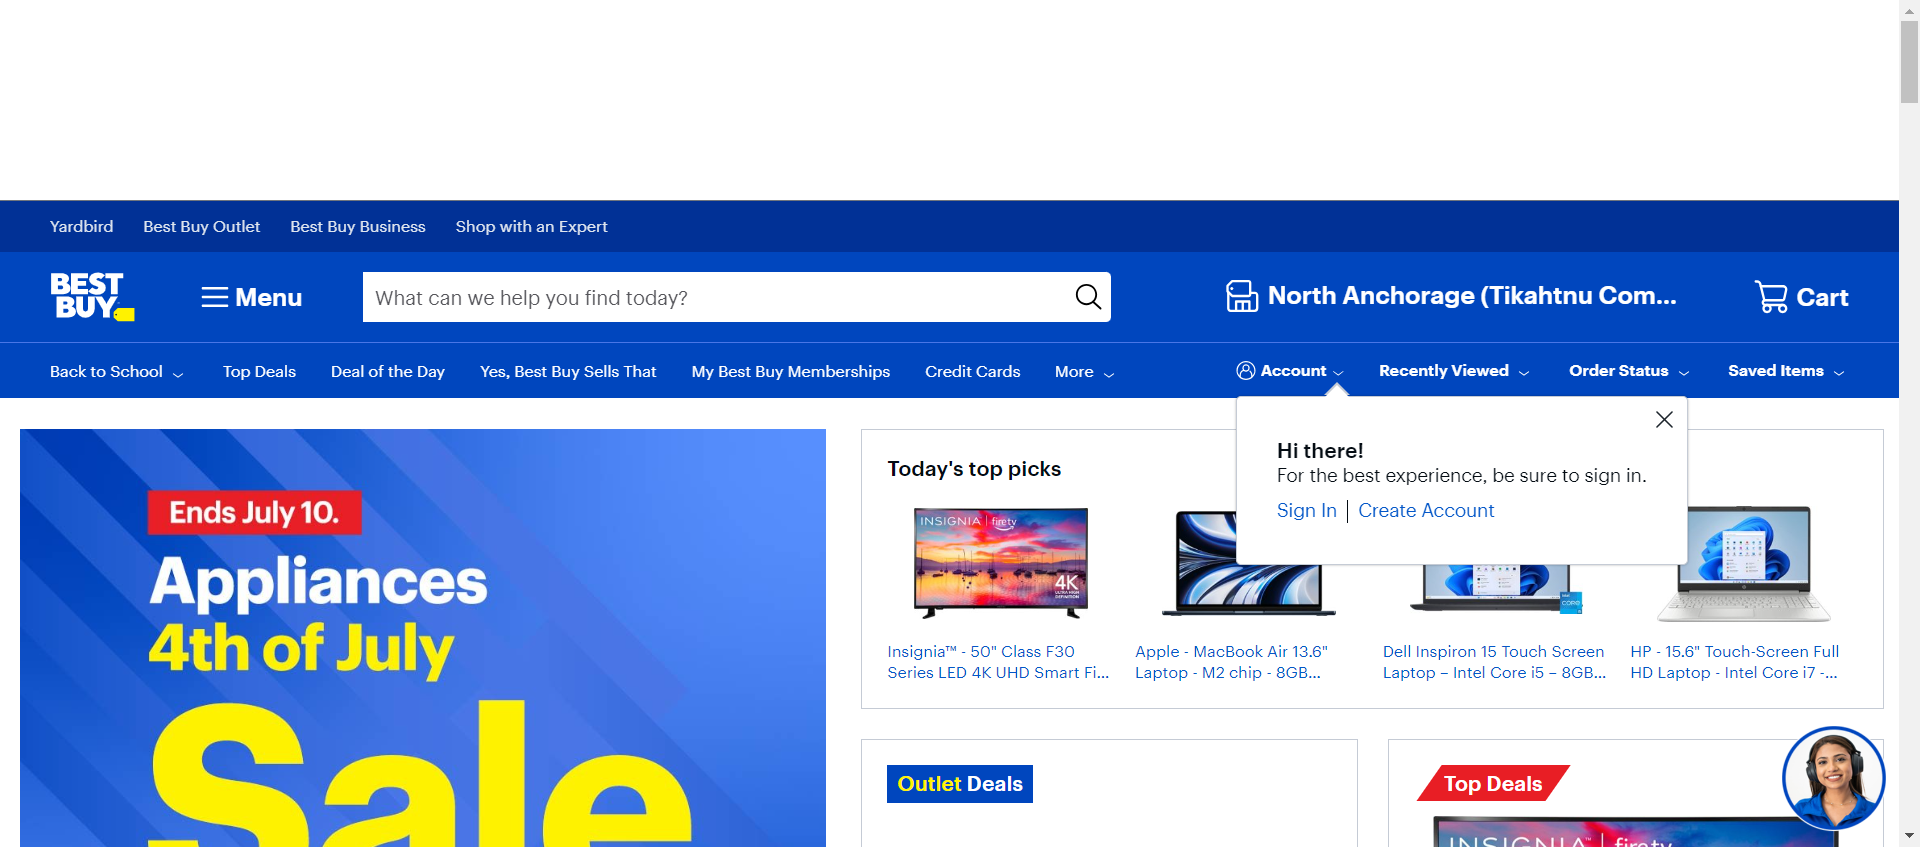 Yardbird Best Buy Outlet Best Buy Business Shop with an Expert
BEST
BUY
Menu
What can we help you find today?
North Anchorage (Tikahtnu Com...
Cart
Back to School Top Deals Deal of the Day Yes, Best Buy Sells That My Best Buy Memberships Credit Cards More
Account Recently Viewed Order Status Saved Items
Hi there!
For the best experience, be sure to sign in.
Sign In Create Account
Ends July 10.
Appliances
4th of July
Sale
Today's top picks
INSIGNIA firetv
4K
ULTRA HIGH
DEFINITION
intel
CORE
Insignia™ - 50" Class F30
Series LED 4K UHD Smart Fi...
Apple - MacBook Air 13.6"
Laptop - M2 chip - 8GB...
Dell Inspiron 15 Touch Screen
Laptop – Intel Core i5 – 8GB...
HP - 15.6" Touch-Screen Full
HD Laptop - Intel Core i7 -...
Outlet Deals
Top Deals
INSIGNIA™ firetv